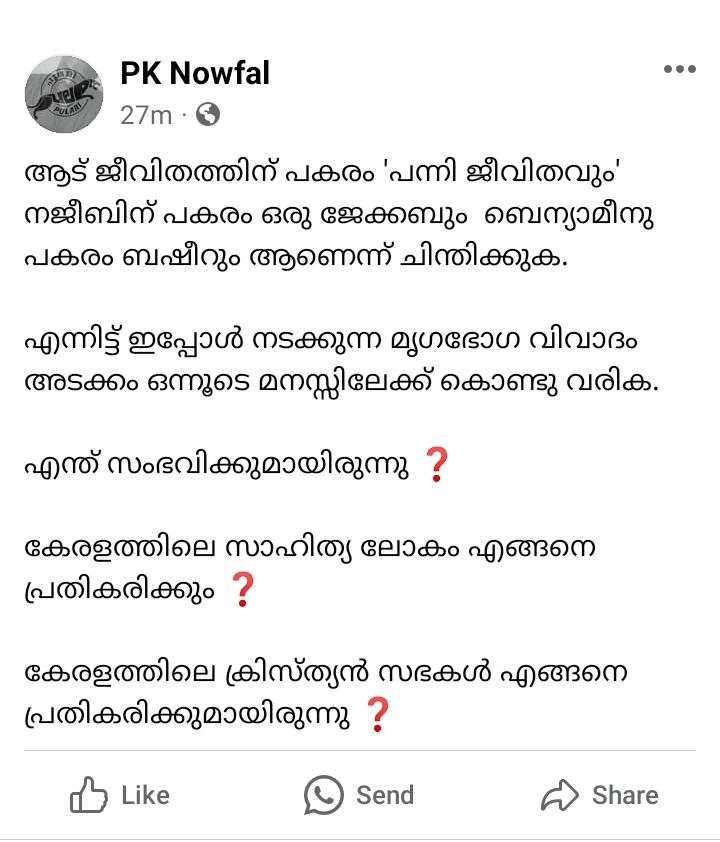 PK Nowfal
27m ·
ആട് ജീവിതത്തിന് പകരം 'പന്നി ജീവിതവും'
നജീബിന് പകരം ഒരു ജേക്കബും ബെന്യാമീനു
പകരം ബഷീറും ആണെന്ന് ചിന്തിക്കുക.
എന്നിട്ട് ഇപ്പോൾ നടക്കുന്ന മൃഗഭോഗ വിവാദം
അടക്കം ഒന്നൂടെ മനസ്സിലേക്ക് കൊണ്ടു വരിക.
എന്ത് സംഭവിക്കുമായിരുന്നു ❓
കേരളത്തിലെ സാഹിത്യ ലോകം എങ്ങനെ
പ്രതികരിക്കും ❓
കേരളത്തിലെ ക്രിസ്ത്യൻ സഭകൾ എങ്ങനെ
പ്രതികരിക്കുമായിരുന്നു ❓
Like Send Share